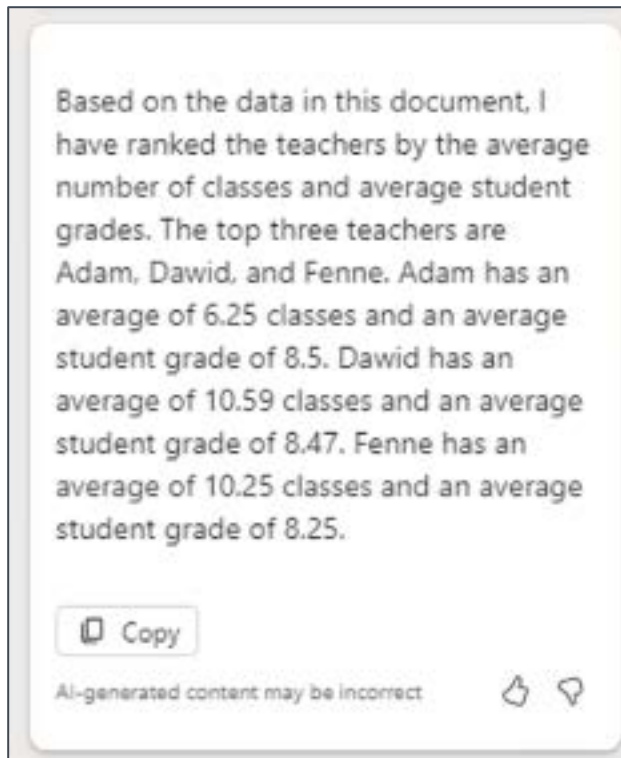 Based on the data in this document, I
have ranked the teachers by the average
number of classes and average student
grades. The top three teachers are
Adam, Dawid, and Fenne. Adam has an
average of 6.25 classes and an average
student grade of 8.5. Dawid has an
average of 10.59 classes and an average
student grade of 8.47. Fenne has an
average of 10.25 classes and an average
student grade of 8.25.
Copy
AI-generated content may be incorrect